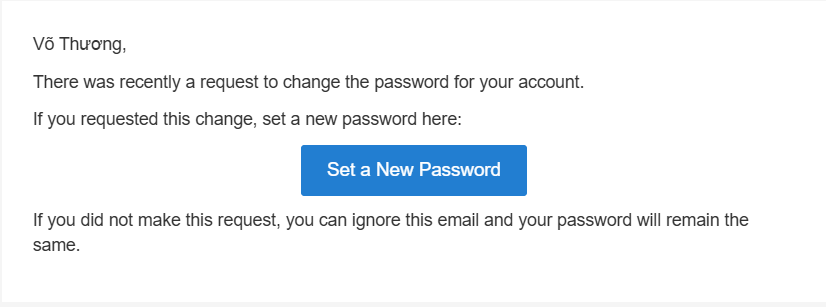 Võ Thương,
There was recently a request to change the password for your account.
If you requested this change, set a new password here:
Set a New Password
If you did not make this request, you can ignore this email and your password will remain the
same.